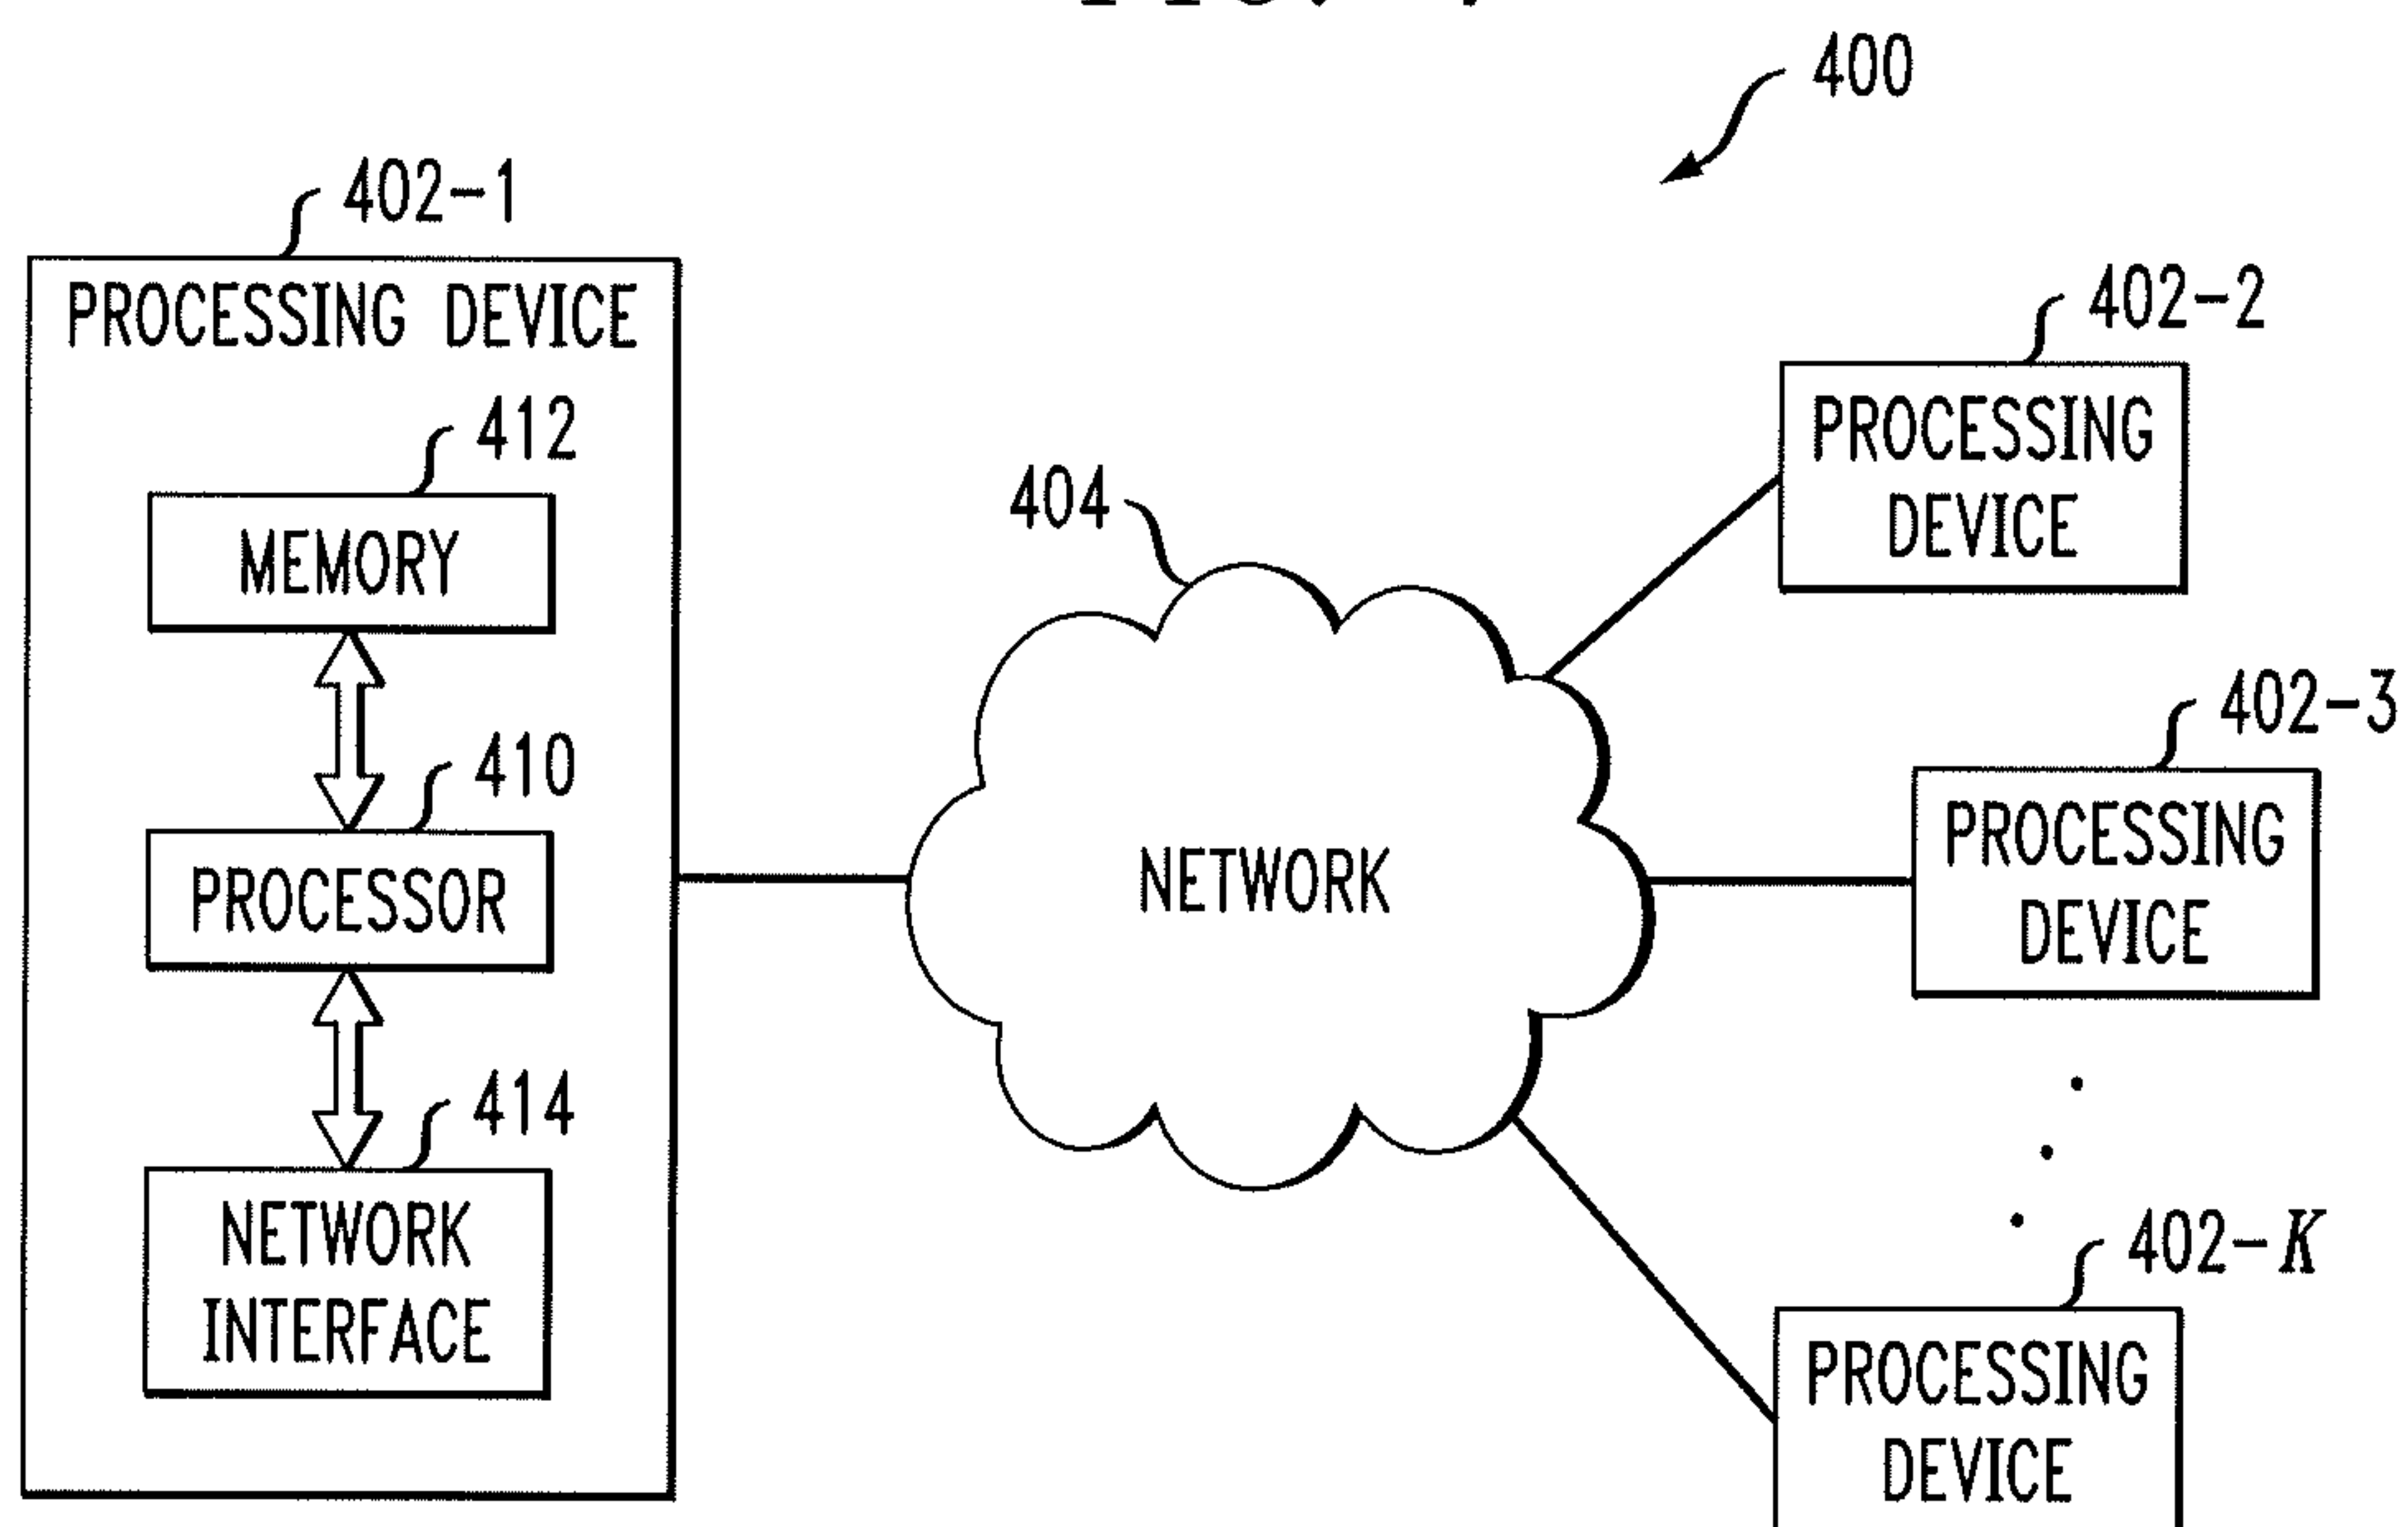 400
402-1
PROCESSING DEVICE
412
MEMORY
410
PROCESSOR
414
NETWORK
INTERFACE
404
NETWORK
402-2
PROCESSING
DEVICE
402-3
PROCESSING
DEVICE
402-K
PROCESSING
DEVICE